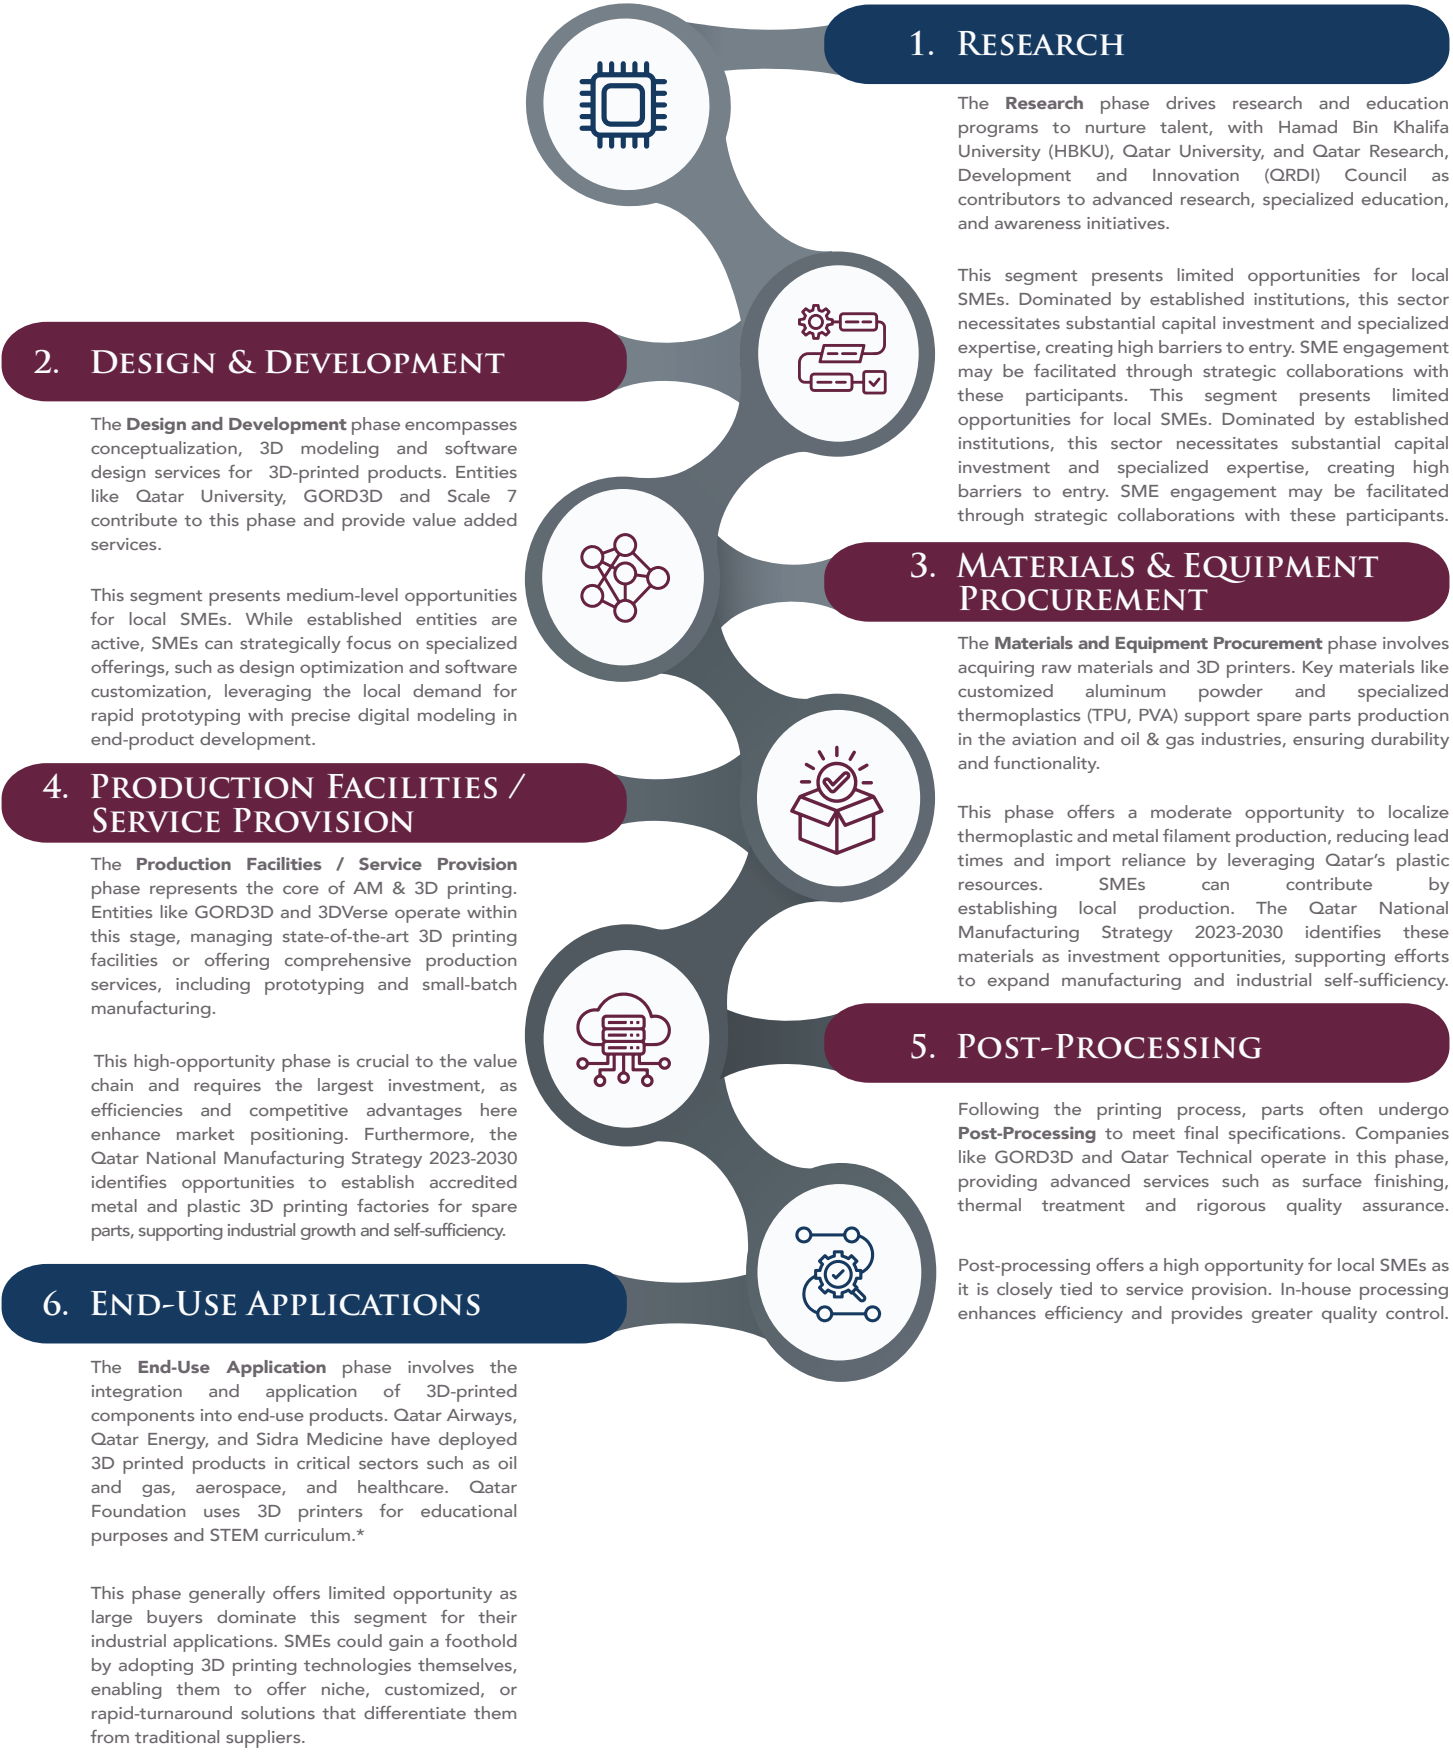 1. Research
The Research phase drives research and education
programs to nurture talent, with Hamad Bin Khalifa
University (HBKU), Qatar University, and Qatar Research,
Development and Innovation (QRDI) Council as
contributors to advanced research, specialized education,
and awareness initiatives.
This segment presents limited opportunities for local
SMEs. Dominated by established institutions, this sector
necessitates substantial capital investment and specialized
expertise, creating high barriers to entry. SME engagement
may be facilitated through strategic collaborations with
these participants. This segment presents limited
opportunities for local SMEs. Dominated by established
institutions, this sector necessitates substantial capital
investment and specialized expertise, creating high
barriers to entry. SME engagement may be facilitated
through strategic collaborations with these participants.
2. Design & Development
The Design and Development phase encompasses
conceptualization, 3D modeling and software
design services for 3D-printed products. Entities
like Qatar University, GORD3D and Scale 7
contribute to this phase and provide value added
services.
This segment presents medium-level opportunities
for local SMEs. While established entities are
active, SMEs can strategically focus on specialized
offerings, such as design optimization and software
customization, leveraging the local demand for
rapid prototyping with precise digital modeling in
end-product development.
3. Materials & Equipment
Procurement
The Materials and Equipment Procurement phase involves
acquiring raw materials and 3D printers. Key materials like
customized aluminum powder and specialized
thermoplastics (TPU, PVA) support spare parts production
in the aviation and oil & gas industries, ensuring durability
and functionality.
This phase offers a moderate opportunity to localize
thermoplastic and metal filament production, reducing lead
times and import reliance by leveraging Qatar’s plastic
resources. SMEs can contribute by
establishing local production. The Qatar National
Manufacturing Strategy 2023-2030 identifies these
materials as investment opportunities, supporting efforts
to expand manufacturing and industrial self-sufficiency.
4. Production Facilities /
Service Provision
The Production Facilities / Service Provision
phase represents the core of AM & 3D printing.
Entities like GORD3D and 3DVerse operate within
this stage, managing state-of-the-art 3D printing
facilities or offering comprehensive production
services, including prototyping and small-batch
manufacturing.
This high-opportunity phase is crucial to the value
chain and requires the largest investment, as
efficiencies and competitive advantages here
enhance market positioning. Furthermore, the
Qatar National Manufacturing Strategy 2023-2030
identifies opportunities to establish accredited
metal and plastic 3D printing factories for spare
parts, supporting industrial growth and self-sufficiency.
5. Post-Processing
Following the printing process, parts often undergo
Post-Processing to meet final specifications. Companies
like GORD3D and Qatar Technical operate in this phase,
providing advanced services such as surface finishing,
thermal treatment and rigorous quality assurance.
Post-processing offers a high opportunity for local SMEs as
it is closely tied to service provision. In-house processing
enhances efficiency and provides greater quality control.
6. End-Use Applications
The End-Use Application phase involves the
integration and application of 3D-printed
components into end-use products. Qatar Airways,
Qatar Energy, and Sidra Medicine have deployed
3D printed products in critical sectors such as oil
and gas, aerospace, and healthcare. Qatar
Foundation uses 3D printers for educational
purposes and STEM curriculum.*
This phase generally offers limited opportunity as
large buyers dominate this segment for their
industrial applications. SMEs could gain a foothold
by adopting 3D printing technologies themselves,
enabling them to offer niche, customized, or
rapid-turnaround solutions that differentiate them
from traditional suppliers.